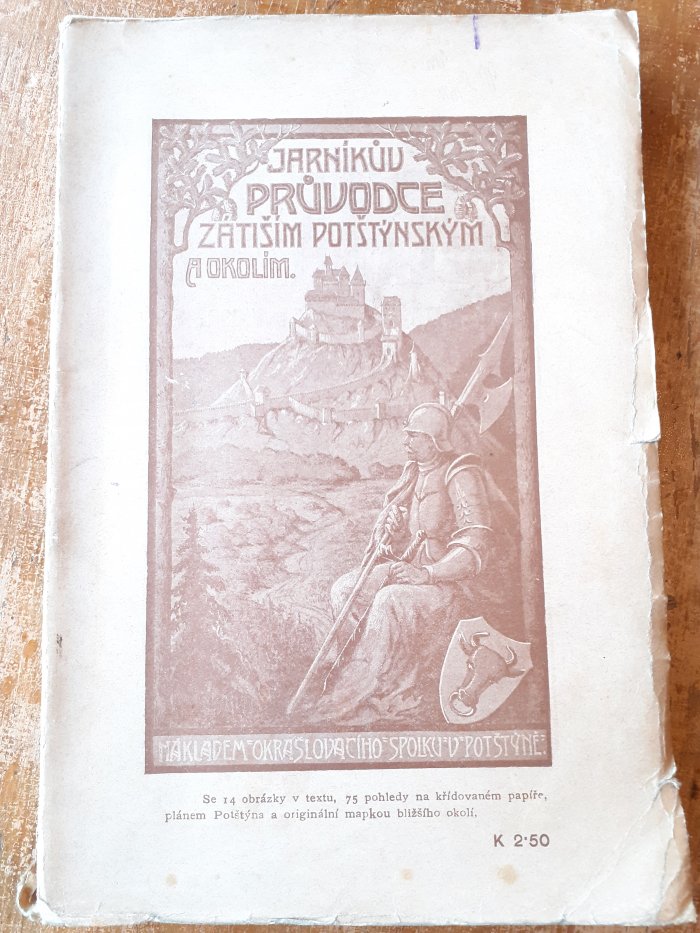 JARNÍKŮV
PRŮVODCE
ZÁTIŠÍM POTŠTÝNSKÝM
A OKOLÍM.
NÁKLADEM OKRAŠLOVACÍHO SPOLKU V POTŠTÝNĚ.
Se 14 obrázky v textu, 75 pohledy na křídovaném papíře,
plánem Potštýna a originální mapkou bližšího okolí.
K 2·50